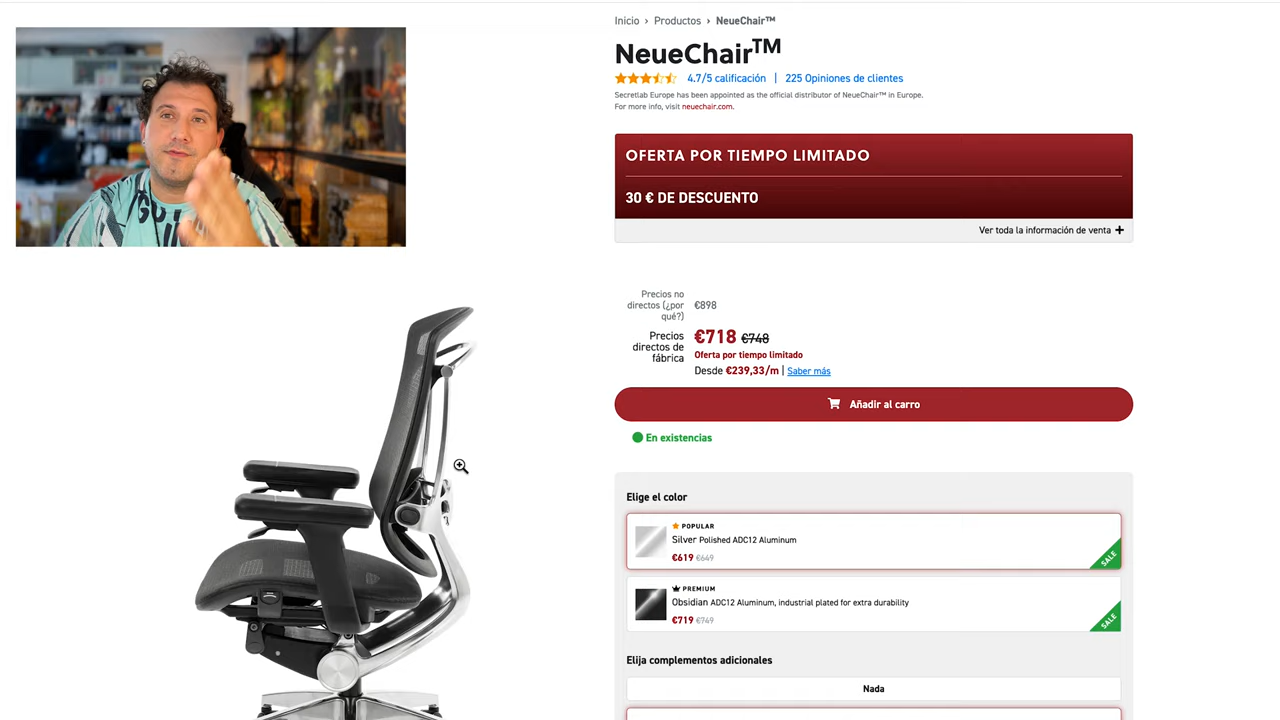 Inicio › Productos › NeueChair™
NeueChair™
4.7/5 calificación | 225 Opiniones de clientes
Secretlab Europe has been appointed as the official distributor of NeueChair™ in Europe.
For more info, visit neuechair.com.
OFERTA POR TIEMPO LIMITADO
30 € DE DESCUENTO
Ver toda la información de venta +
Precios no
directos (¿por
qué?)
€898
Precios
directos de
fábrica
€718 €748
Oferta por tiempo limitado
Desde €239,33/m | Saber más
Añadir al carro
En existencias
Elige el color
POPULAR
Silver Polished ADC12 Aluminum
€619 €649
SALE
PREMIUM
Obsidian ADC12 Aluminum, industrial plated for extra durability
€719 €749
SALE
Elija complementos adicionales
Nada